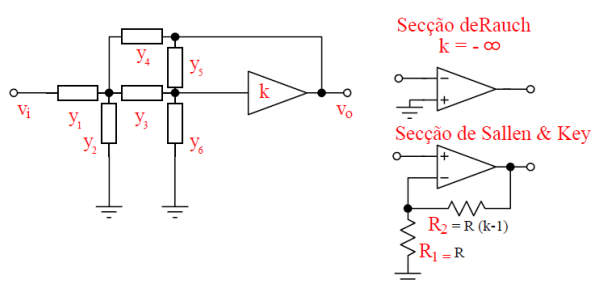 y4
y5
k
vi
y1
y3
y2
y6
vo
Secção deRauch
k = - ∞
−
+
Secção de Sallen & Key
+
−
R2 = R (k-1)
R1 = R